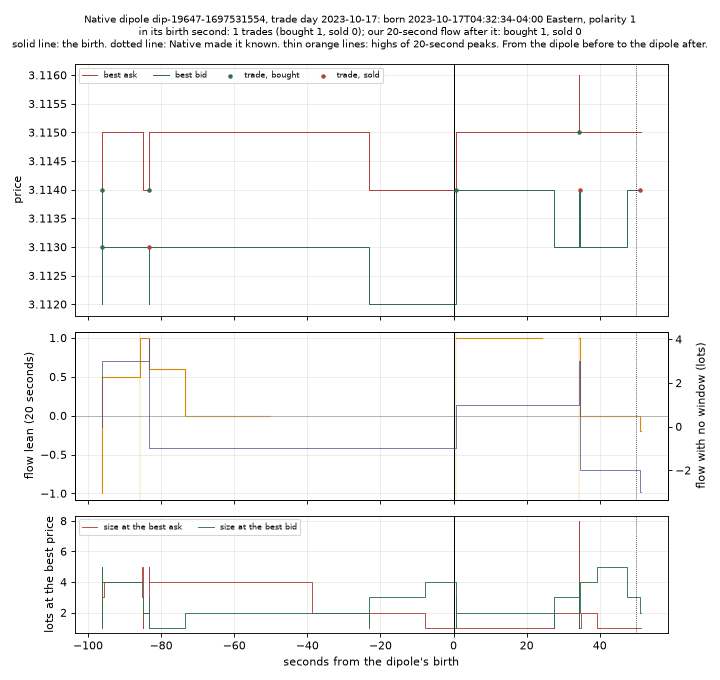 Native dipole dip-19647-1697531554, trade day 2023-10-17: born 2023-10-17T04:32:34-04:00 Eastern, polarity 1
in its birth second: 1 trades (bought 1, sold 0); our 20-second flow after it: bought 1, sold 0
solid line: the birth. dotted line: Native made it known. thin orange lines: highs of 20-second peaks. From the dipole before to the dipole after.
best ask best bid trade, bought trade, sold
3.1160
3.1155
3.1150
3.1145
3.1140
3.1135
3.1130
3.1125
3.1120
price
1.0
0.5
0.0
−0.5
−1.0
flow lean (20 seconds)
4
2
0
−2
flow with no window (lots)
size at the best ask size at the best bid
8
6
4
2
lots at the best price
−100 −80 −60 −40 −20 0 20 40
seconds from the dipole's birth